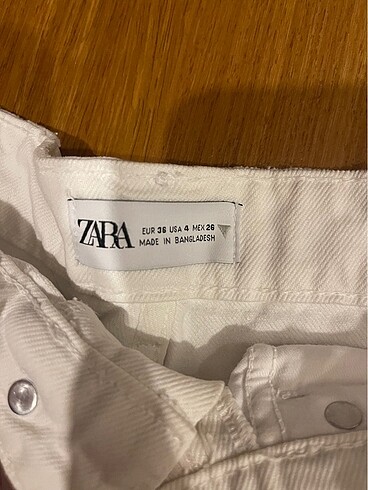 ZARA
EUR 36 USA 4 MEX 26
MADE IN BANGLADESH